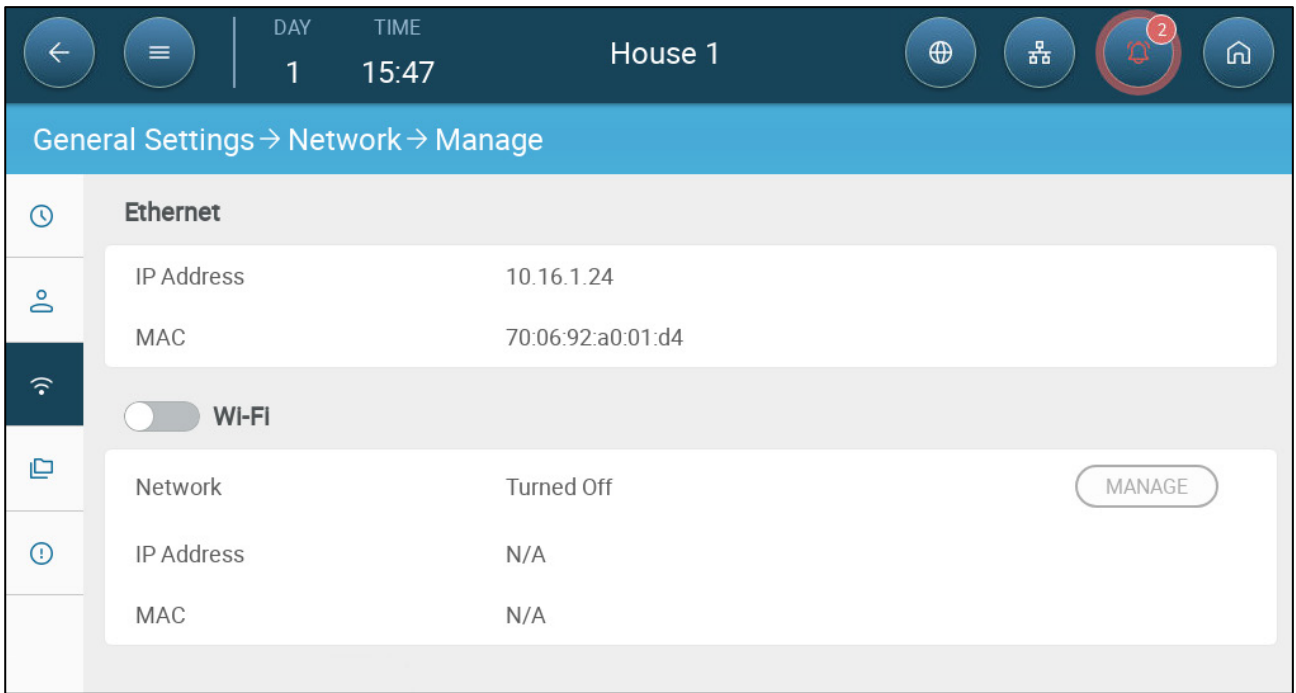 DAY TIME
1 15:47
House 1
2
General Settings→Network→Manage
Ethernet
IP Address 10.16.1.24
MAC 70:06:92:a0:01:d4
Wi-Fi
Network Turned Off MANAGE
IP Address N/A
MAC N/A